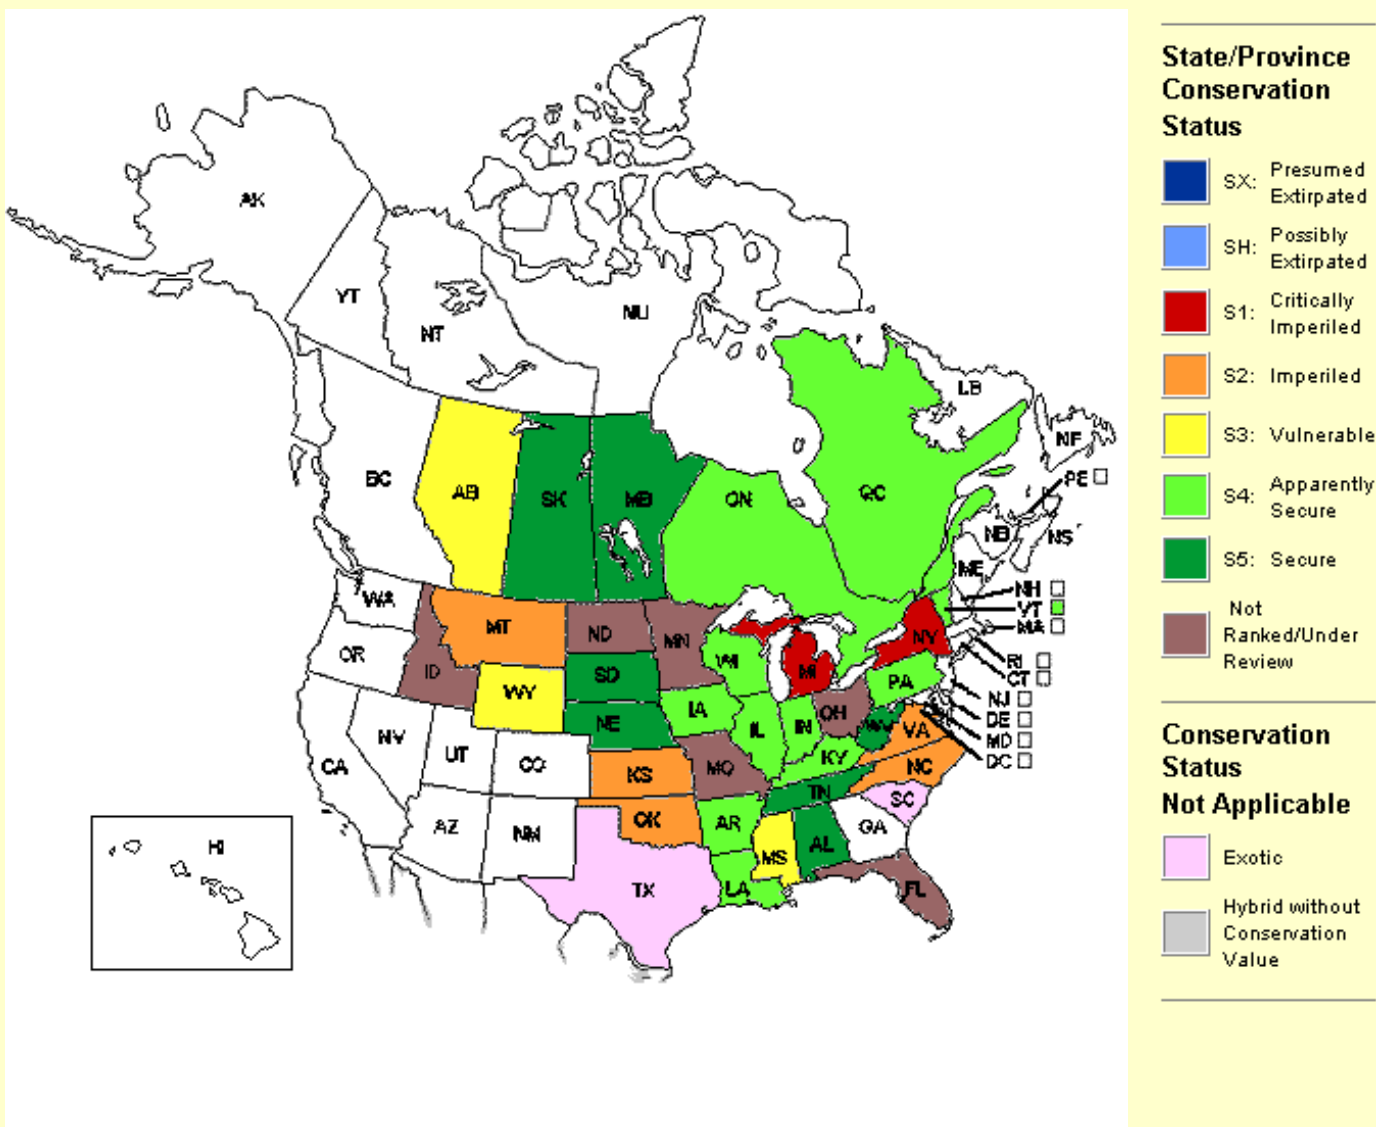 AK
YT
NT
NU
LB
NF
BC
AB
SK
MB
ON
QC
PE
NB
NS
ME
NH
VT
MA
RI
CT
NJ
DE
MD
DC
WA
MT
ND
MN
OR
ID
WY
SD
WI
MI
NY
PA
NV
UT
CO
NE
IA
IL
IN
OH
WV
VA
CA
KS
MO
KY
NC
TN
SC
AZ
NM
OK
AR
MS
AL
GA
TX
LA
FL
HI
State/Province
Conservation
Status
SX: Presumed
Extirpated
SH: Possibly
Extirpated
S1: Critically
Imperiled
S2: Imperiled
S3: Vulnerable
S4: Apparently
Secure
S5: Secure
Not
Ranked/Under
Review
Conservation
Status
Not Applicable
Exotic
Hybrid without
Conservation
Value